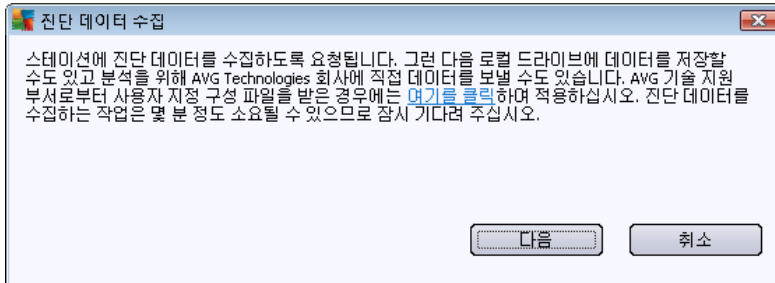 진단 데이터 수집
스테이션에 진단 데이터를 수집하도록 요청됩니다. 그런 다음 로컬 드라이브에 데이터를 저장할
수도 있고 분석을 위해 AVG Technologies 회사에 직접 데이터를 보낼 수도 있습니다. AVG 기술 지원
부서로부터 사용자 지정 구성 파일을 받은 경우에는 여기를 클릭하여 적용하십시오. 진단 데이터를
수집하는 작업은 몇 분 정도 소요될 수 있으므로 잠시 기다려 주십시오.
다음 취소